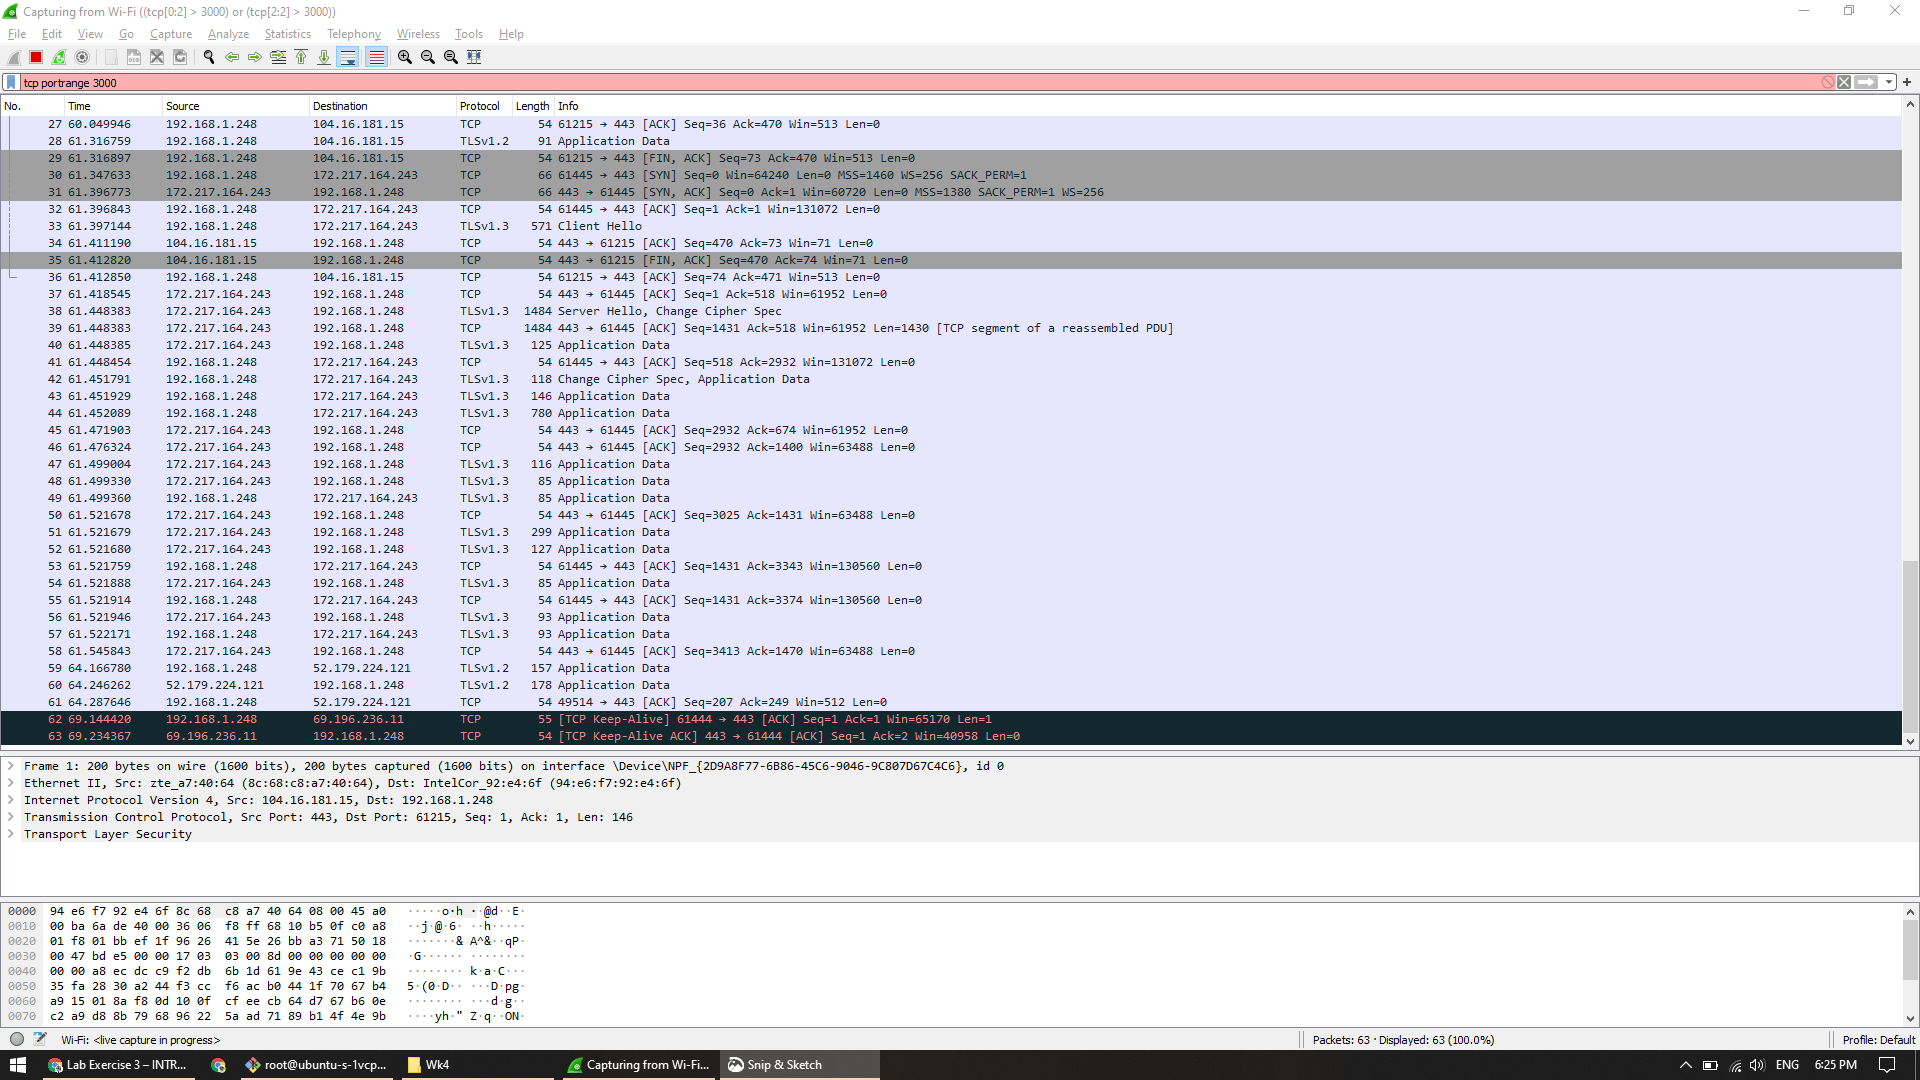 Capturing from Wi-Fi ((tcp[0:2] > 3000) or (tcp[2:2] > 3000))
File Edit View Go Capture Analyze Statistics Telephony Wireless Tools Help
tcp portrange 3000
No. Time Source Destination Protocol Length Info
27 60.049946 192.168.1.248 104.16.181.15 TCP 54 61215 → 443 [ACK] Seq=36 Ack=470 Win=513 Len=0
28 61.316759 192.168.1.248 104.16.181.15 TLSv1.2 91 Application Data
29 61.316897 192.168.1.248 104.16.181.15 TCP 54 61215 → 443 [FIN, ACK] Seq=73 Ack=470 Win=513 Len=0
30 61.347633 192.168.1.248 172.217.164.243 TCP 66 61445 → 443 [SYN] Seq=0 Win=64240 Len=0 MSS=1460 WS=256 SACK_PERM=1
31 61.396773 172.217.164.243 192.168.1.248 TCP 66 443 → 61445 [SYN, ACK] Seq=0 Ack=1 Win=60720 Len=0 MSS=1380 SACK_PERM=1 WS=256
32 61.396843 192.168.1.248 172.217.164.243 TCP 54 61445 → 443 [ACK] Seq=1 Ack=1 Win=131072 Len=0
33 61.397144 192.168.1.248 172.217.164.243 TLSv1.3 571 Client Hello
34 61.411190 104.16.181.15 192.168.1.248 TCP 54 443 → 61215 [ACK] Seq=470 Ack=73 Win=71 Len=0
35 61.412820 104.16.181.15 192.168.1.248 TCP 54 443 → 61215 [FIN, ACK] Seq=470 Ack=74 Win=71 Len=0
36 61.412850 192.168.1.248 104.16.181.15 TCP 54 61215 → 443 [ACK] Seq=74 Ack=471 Win=513 Len=0
37 61.418545 172.217.164.243 192.168.1.248 TCP 54 443 → 61445 [ACK] Seq=1 Ack=518 Win=61952 Len=0
38 61.448383 172.217.164.243 192.168.1.248 TLSv1.3 1484 Server Hello, Change Cipher Spec
39 61.448383 172.217.164.243 192.168.1.248 TCP 1484 443 → 61445 [ACK] Seq=1431 Ack=518 Win=61952 Len=1430 [TCP segment of a reassembled PDU]
40 61.448385 172.217.164.243 192.168.1.248 TLSv1.3 125 Application Data
41 61.448454 192.168.1.248 172.217.164.243 TCP 54 61445 → 443 [ACK] Seq=518 Ack=2932 Win=131072 Len=0
42 61.451791 192.168.1.248 172.217.164.243 TLSv1.3 118 Change Cipher Spec, Application Data
43 61.451929 192.168.1.248 172.217.164.243 TLSv1.3 146 Application Data
44 61.452089 192.168.1.248 172.217.164.243 TLSv1.3 780 Application Data
45 61.471903 172.217.164.243 192.168.1.248 TCP 54 443 → 61445 [ACK] Seq=2932 Ack=674 Win=61952 Len=0
46 61.476324 172.217.164.243 192.168.1.248 TCP 54 443 → 61445 [ACK] Seq=2932 Ack=1400 Win=63488 Len=0
47 61.499004 172.217.164.243 192.168.1.248 TLSv1.3 116 Application Data
48 61.499330 172.217.164.243 192.168.1.248 TLSv1.3 85 Application Data
49 61.499360 192.168.1.248 172.217.164.243 TLSv1.3 85 Application Data
50 61.521678 172.217.164.243 192.168.1.248 TCP 54 443 → 61445 [ACK] Seq=3025 Ack=1431 Win=63488 Len=0
51 61.521679 172.217.164.243 192.168.1.248 TLSv1.3 299 Application Data
52 61.521680 172.217.164.243 192.168.1.248 TLSv1.3 127 Application Data
53 61.521759 192.168.1.248 172.217.164.243 TCP 54 61445 → 443 [ACK] Seq=1431 Ack=3343 Win=130560 Len=0
54 61.521888 172.217.164.243 192.168.1.248 TLSv1.3 85 Application Data
55 61.521914 192.168.1.248 172.217.164.243 TCP 54 61445 → 443 [ACK] Seq=1431 Ack=3374 Win=130560 Len=0
56 61.521946 172.217.164.243 192.168.1.248 TLSv1.3 93 Application Data
57 61.522171 192.168.1.248 172.217.164.243 TLSv1.3 93 Application Data
58 61.545843 172.217.164.243 192.168.1.248 TCP 54 443 → 61445 [ACK] Seq=3413 Ack=1470 Win=63488 Len=0
59 64.166780 192.168.1.248 52.179.224.121 TLSv1.2 157 Application Data
60 64.246262 52.179.224.121 192.168.1.248 TLSv1.2 178 Application Data
61 64.287646 192.168.1.248 52.179.224.121 TCP 54 49514 → 443 [ACK] Seq=207 Ack=249 Win=512 Len=0
62 69.144420 192.168.1.248 69.196.236.11 TCP 55 [TCP Keep-Alive] 61444 → 443 [ACK] Seq=1 Ack=1 Win=65170 Len=1
63 69.234367 69.196.236.11 192.168.1.248 TCP 54 [TCP Keep-Alive ACK] 443 → 61444 [ACK] Seq=1 Ack=2 Win=40958 Len=0
Frame 1: 200 bytes on wire (1600 bits), 200 bytes captured (1600 bits) on interface \Device\NPF_{2D9A8F77-6B86-45C6-9046-9C807D67C4C6}, id 0
Ethernet II, Src: zte_a7:40:64 (8c:68:c8:a7:40:64), Dst: IntelCor_92:e4:6f (94:e6:f7:92:e4:6f)
Internet Protocol Version 4, Src: 104.16.181.15, Dst: 192.168.1.248
Transmission Control Protocol, Src Port: 443, Dst Port: 61215, Seq: 1, Ack: 1, Len: 146
Transport Layer Security
0000 94 e6 f7 92 e4 6f 8c 68 c8 a7 40 64 08 00 45 a0 ·····o·h ··@d··E·
0010 00 ba 6a de 40 00 36 06 f8 ff 68 10 b5 0f c0 a8 ··j·@·6· ··h·····
0020 01 f8 01 bb ef 1f 96 26 41 5e 26 bb a3 71 50 18 ·······& A^&··qP·
0030 00 47 bd e5 00 00 17 03 03 00 8d 00 00 00 00 00 ·G······ ········
0040 00 00 a8 ec dc c9 f2 db 6b 1d 61 9e 43 ce c1 9b ········ k·a·C···
0050 35 fa 28 30 a2 44 f3 cc f6 ac b0 44 1f 70 67 b4 5·(0·D·· ···D·pg·
0060 a9 15 01 8a f8 0d 10 0f cf ee cb 64 d7 67 b6 0e ········ ···d·g··
0070 c2 a9 d8 8b 79 68 96 22 5a ad 71 89 b1 4f 4e 9b ····yh·" Z·q··ON·
Wi-Fi: <live capture in progress> Packets: 63 · Displayed: 63 (100.0%) Profile: Default
Lab Exercise 3 – INTR... root@ubuntu-s-1vcp... Wk4 Capturing from Wi-Fi... Snip & Sketch ENG 6:25 PM